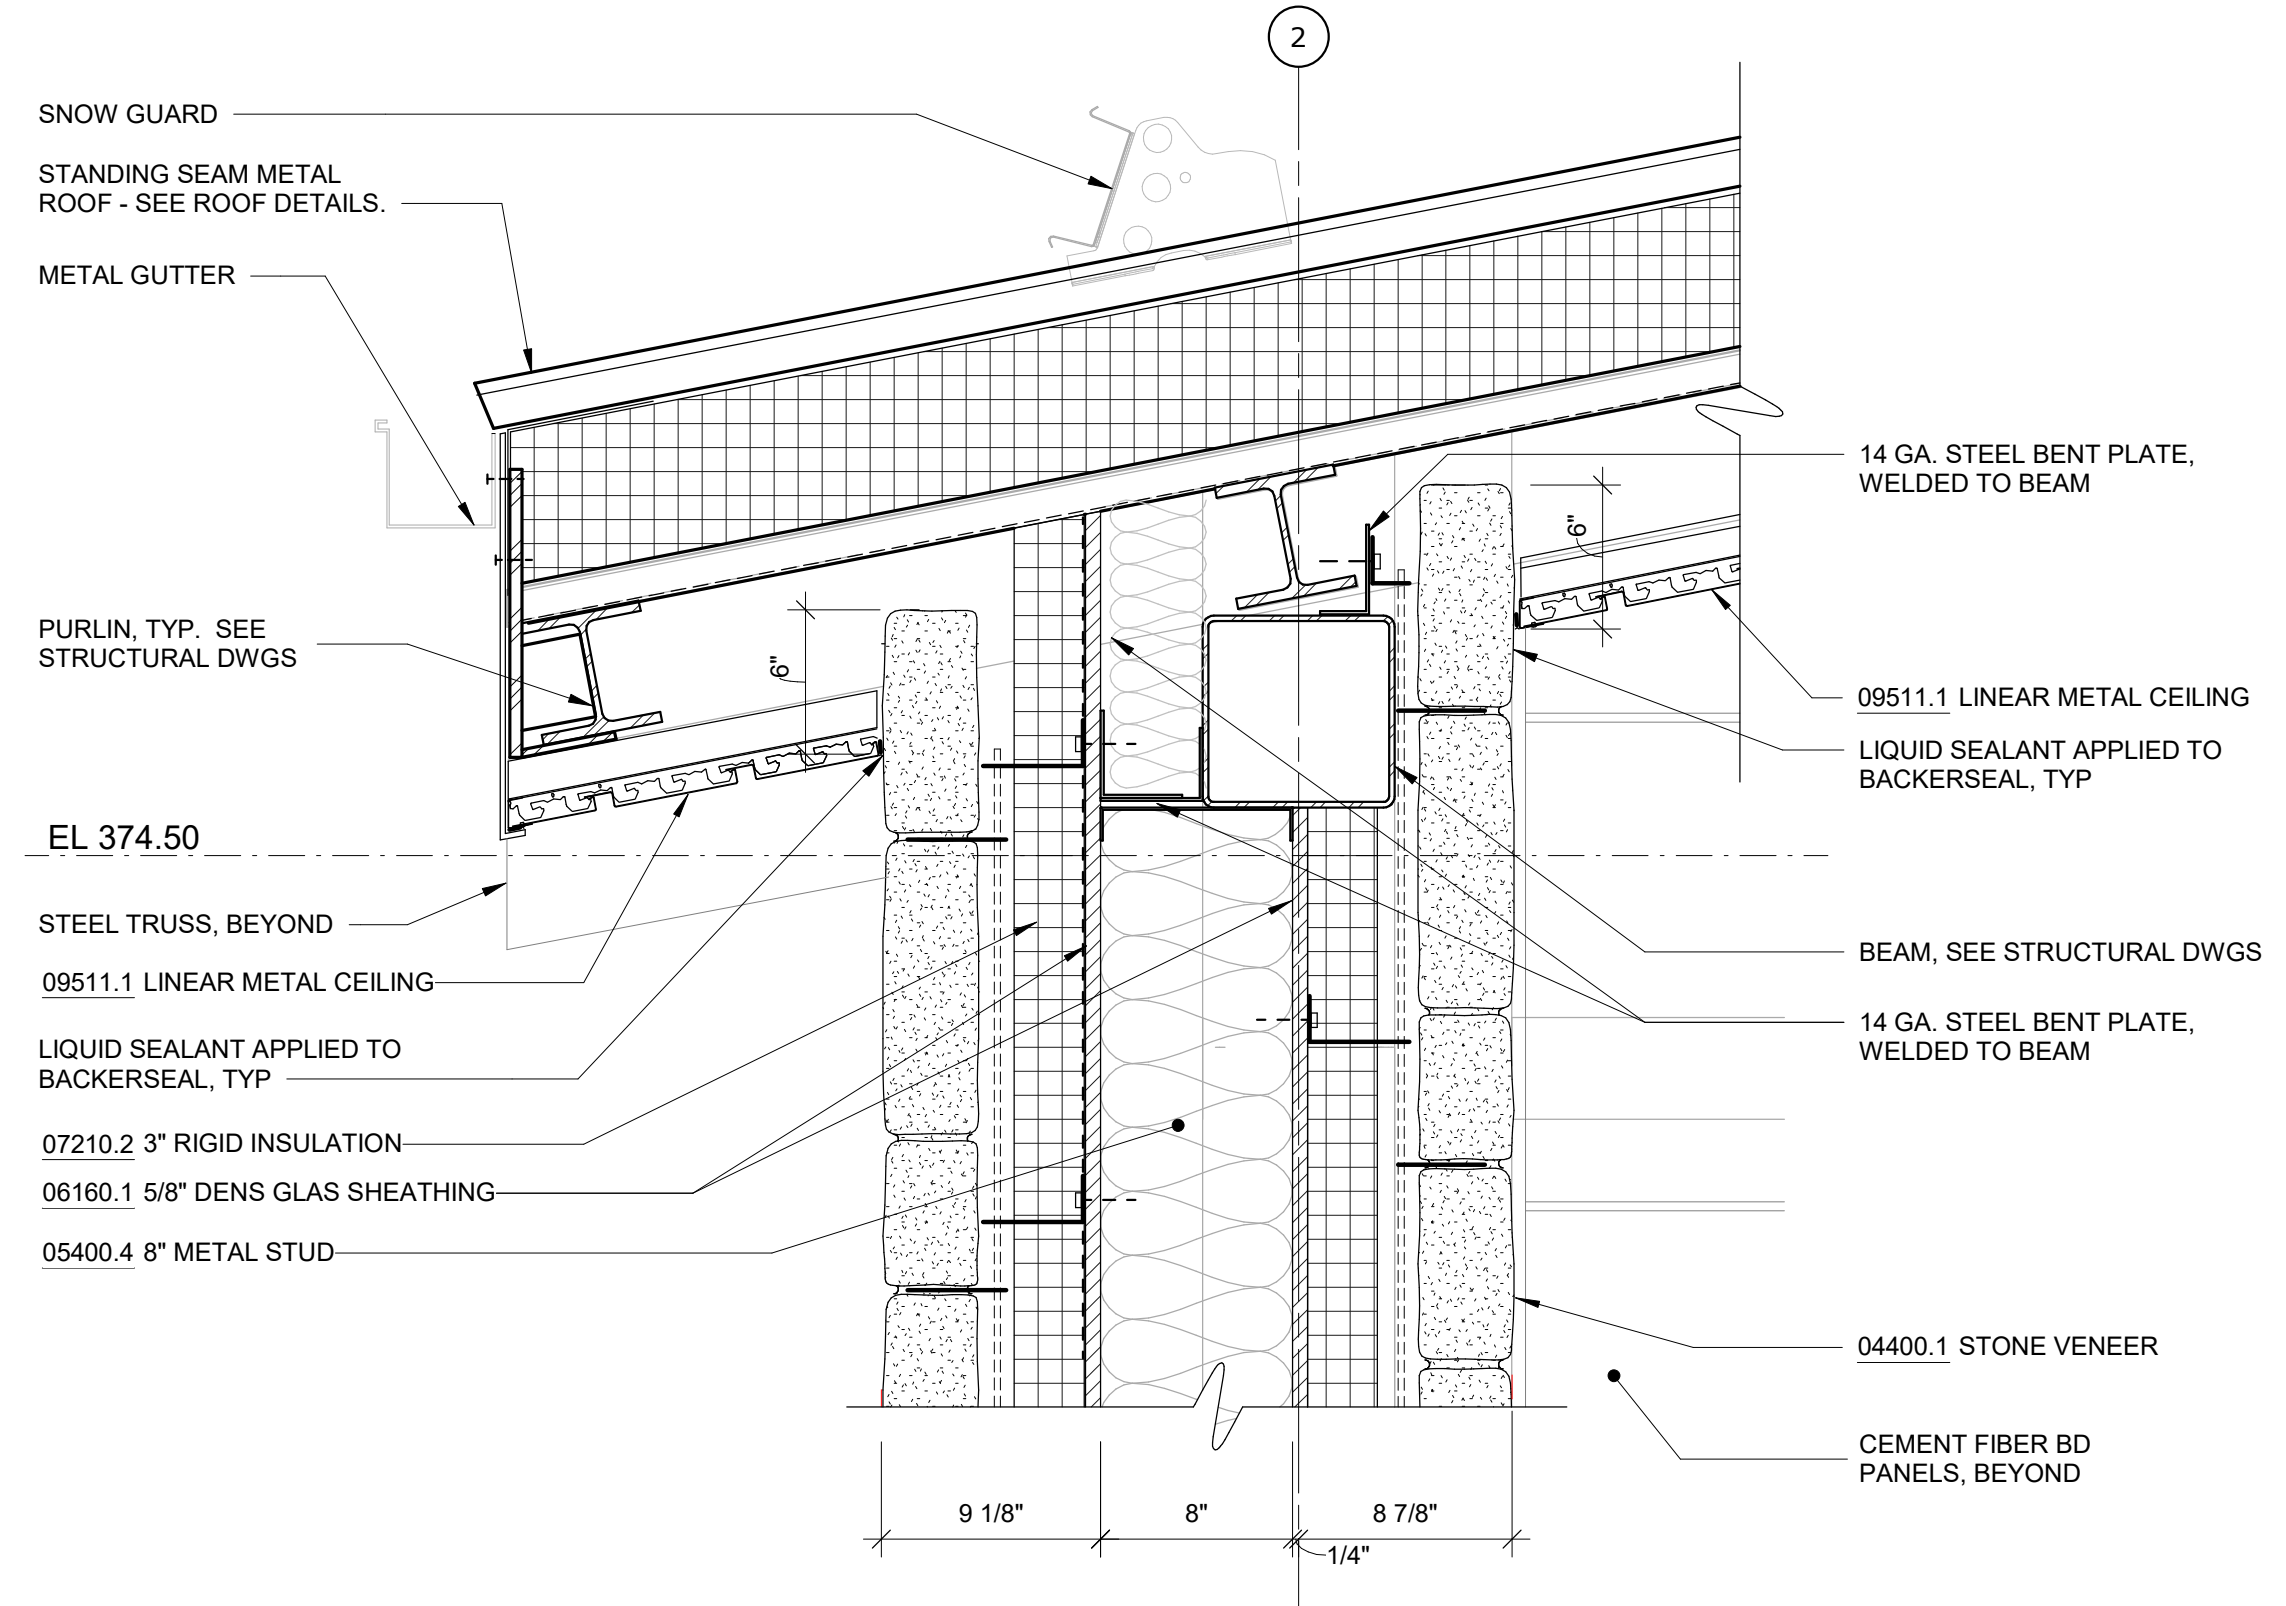 2
SNOW GUARD
STANDING SEAM METAL
ROOF - SEE ROOF DETAILS.
METAL GUTTER
PURLIN, TYP.  SEE
STRUCTURAL DWGS
6"
EL 374.50
STEEL TRUSS, BEYOND
09511.1 LINEAR METAL CEILING
LIQUID SEALANT APPLIED TO
BACKERSEAL, TYP
07210.2 3" RIGID INSULATION
06160.1 5/8" DENS GLAS SHEATHING
05400.4 8" METAL STUD
14 GA. STEEL BENT PLATE,
WELDED TO BEAM
6"
09511.1 LINEAR METAL CEILING
LIQUID SEALANT APPLIED TO
BACKERSEAL, TYP
BEAM, SEE STRUCTURAL DWGS
14 GA. STEEL BENT PLATE,
WELDED TO BEAM
04400.1 STONE VENEER
CEMENT FIBER BD
PANELS, BEYOND
9 1/8"
8"
8 7/8"
1/4"